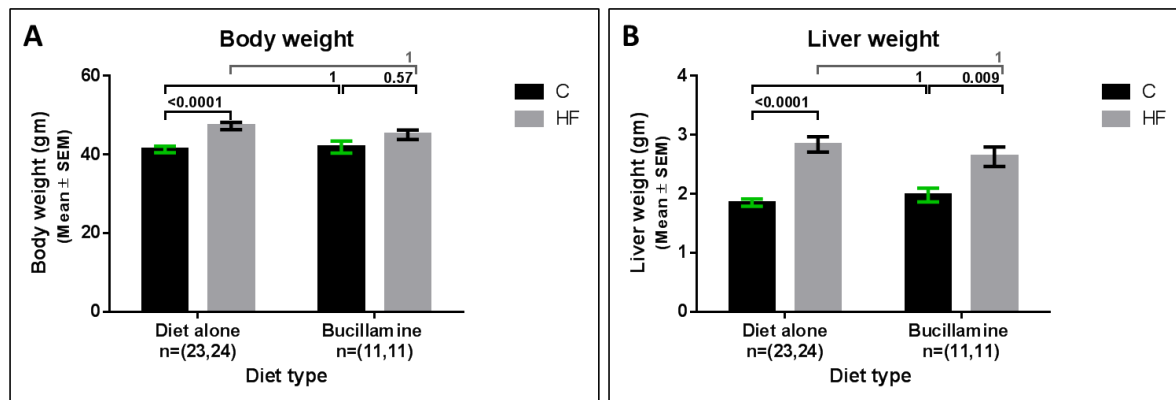 A
Body weight
1
1
0.57
<0.0001
60
40
20
0
Body weight (gm)
(Mean ± SEM)
C
HF
Diet alone
n=(23,24)
Bucillamine
n=(11,11)
Diet type
B
Liver weight
1
1
0.009
<0.0001
4
3
2
1
0
Liver weight (gm)
(Mean ± SEM)
C
HF
Diet alone
n=(23,24)
Bucillamine
n=(11,11)
Diet type